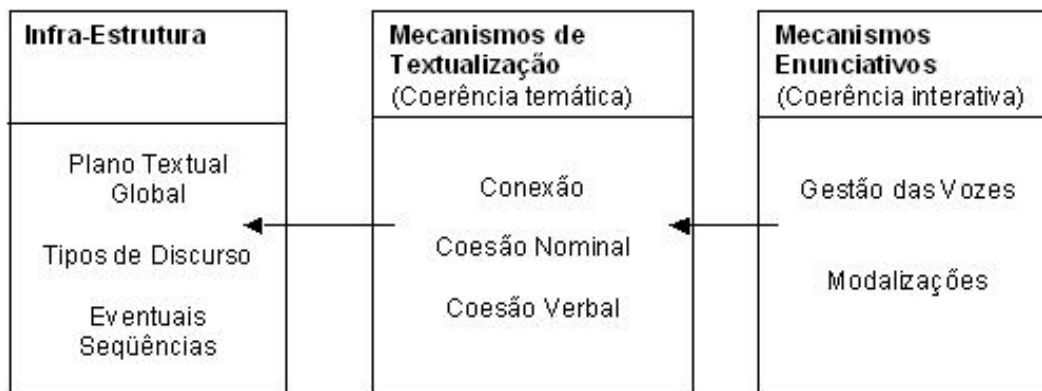 Infra-Estrutura
Plano Textual
Global
Tipos de Discurso
Eventuais
Seqüências
Mecanismos de
Textualização
(Coerência temática)
Conexão
Coesão Nominal
Coesão Verbal
Mecanismos
Enunciativos
(Coerência interativa)
Gestão das Vozes
Modalizações